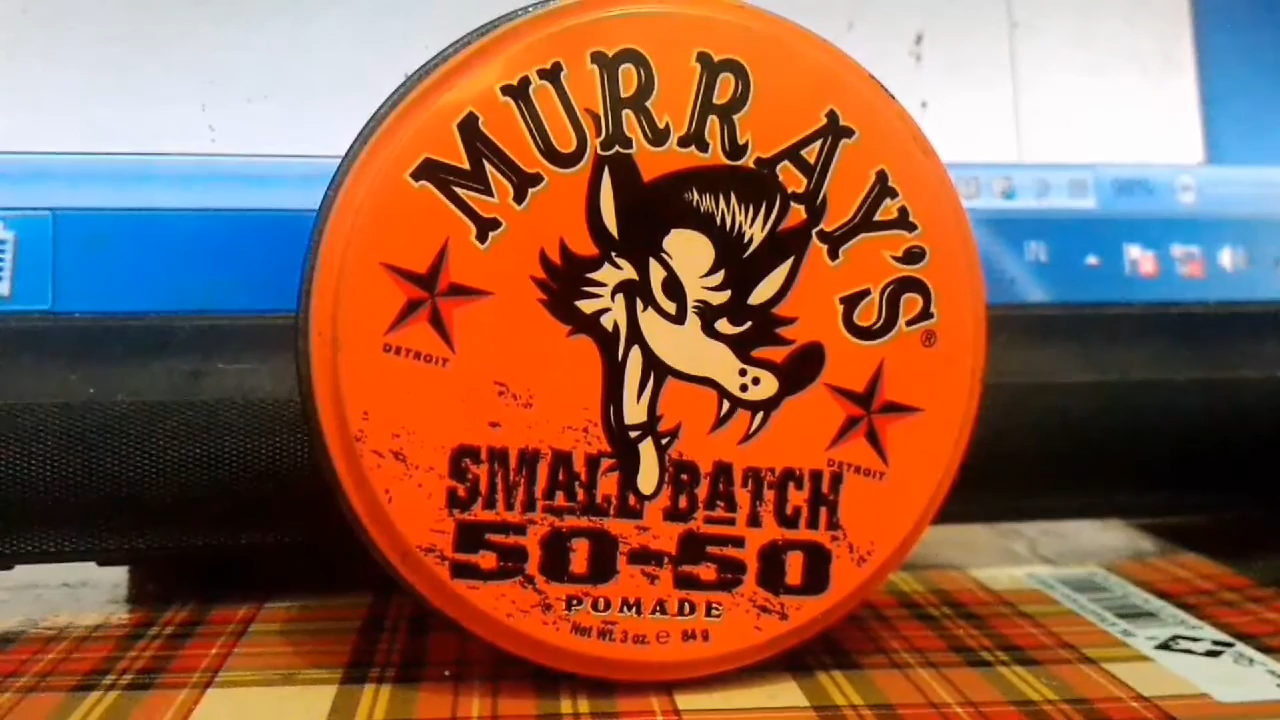 MURRAY'S®
DETROIT
DETROIT
SMALL BATCH
50-50
POMADE
Net Wt. 3 oz. ℮ 84 g